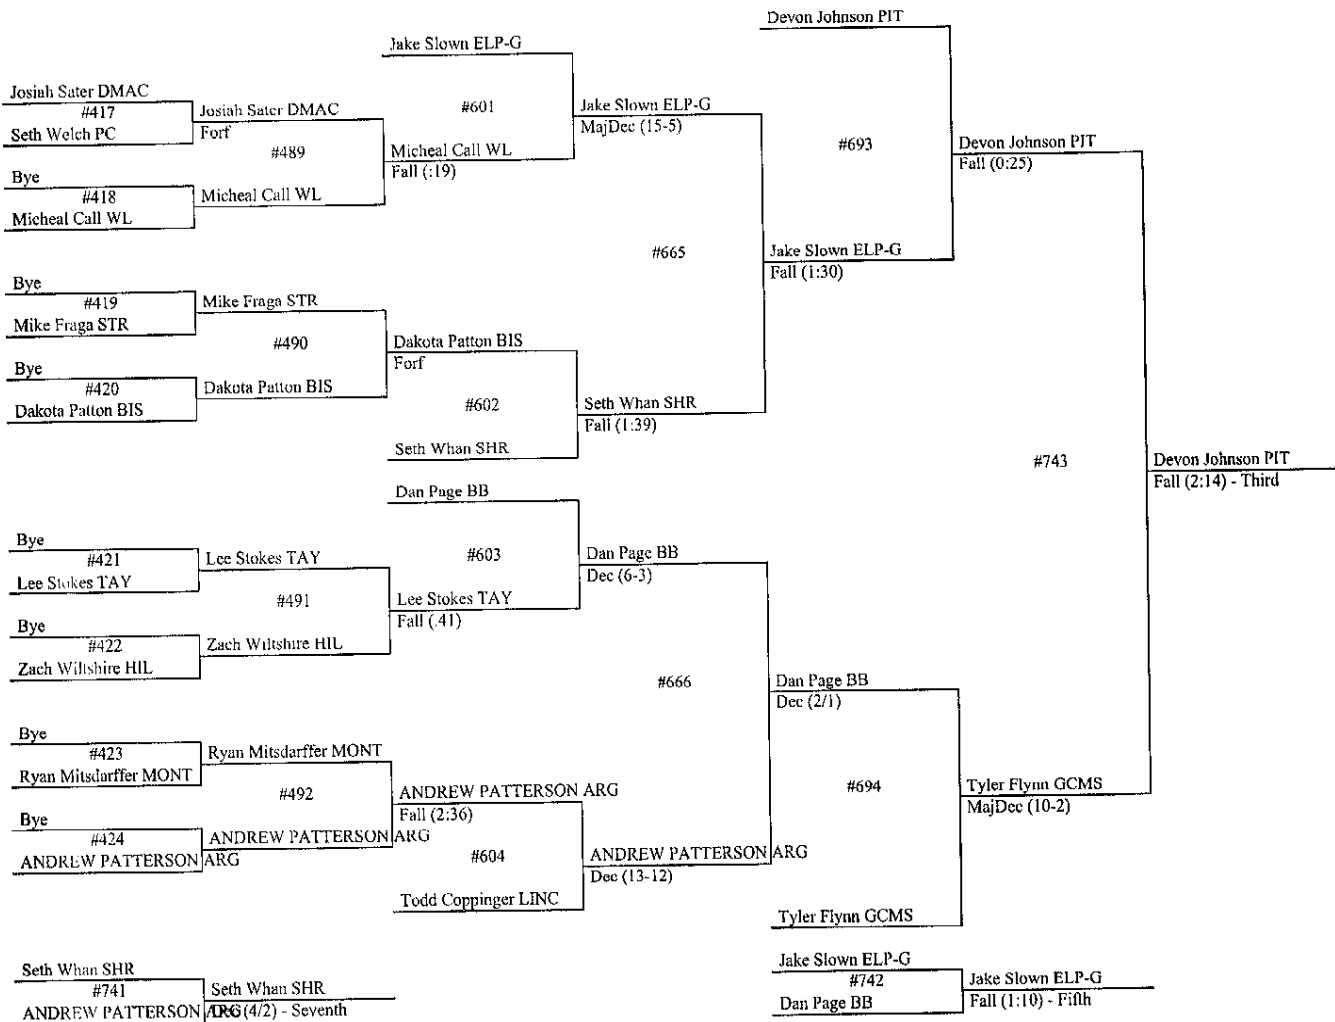 Devon Johnson PIT
Jake Slown ELP-G
Josiah Sater DMAC
#417
Seth Welch PC
Josiah Sater DMAC
Forf
#489
Bye
#418
Micheal Call WL
Micheal Call WL
#601
Micheal Call WL
Fall (:19)
Jake Slown ELP-G
MajDec (15-5)
#693
Devon Johnson PIT
Fall (0:25)
#665
Jake Slown ELP-G
Fall (1:30)
Bye
#419
Mike Fraga STR
Mike Fraga STR
#490
Bye
#420
Dakota Patton BIS
Dakota Patton BIS
Dakota Patton BIS
Forf
#602
Seth Whan SHR
Seth Whan SHR
Fall (1:39)
#743
Devon Johnson PIT
Fall (2:14) - Third
Dan Page BB
Bye
#421
Lee Stokes TAY
Lee Stokes TAY
#491
Bye
#422
Zach Wiltshire HIL
Zach Wiltshire HIL
#603
Lee Stokes TAY
Fall (.41)
Dan Page BB
Dec (6-3)
#666
Dan Page BB
Dec (2/1)
Bye
#423
Ryan Mitsdarffer MONT
Ryan Mitsdarffer MONT
#492
Bye
#424
ANDREW PATTERSON ARG
ANDREW PATTERSON ARG
ANDREW PATTERSON ARG
Fall (2:36)
#604
Todd Coppinger LINC
ANDREW PATTERSON ARG
Dec (13-12)
#694
Tyler Flynn GCMS
MajDec (10-2)
Tyler Flynn GCMS
Seth Whan SHR
#741
ANDREW PATTERSON
Seth Whan SHR
(4/2) - Seventh
Jake Slown ELP-G
#742
Dan Page BB
Jake Slown ELP-G
Fall (1:10) - Fifth